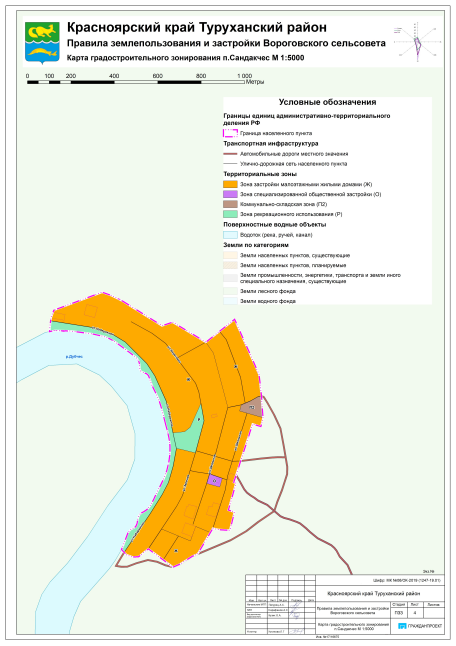 Красноярский край Туруханский район
Правила землепользования и застройки Вороговского сельсовета
Карта градостроительного зонирования п.Сандакчес М 1:5000
0 100 200 400 600 800 1 000
Метры
Условные обозначения
Границы единиц административно-территориального
деления РФ
Граница населенного пункта
Транспортная инфраструктура
Автомобильные дороги местного значения
Улично-дорожная сеть населенного пункта
Территориальные зоны
Зона застройки малоэтажными жилыми домами (Ж)
Зона специализированной общественной застройки (О)
Коммунально-складская зона (П2)
Зона рекреационного использования (Р)
Поверхностные водные объекты
Водоток (река, ручей, канал)
Земли по категориям
Земли населенных пунктов, существующие
Земли населенных пунктов, планируемые
Земли промышленности, энергетики, транспорта и земли иного
специального назначения, существующие
Земли лесного фонда
Земли водного фонда
р.Дубчес
Ж
Р
П2
Красноярский край Туруханский район
Правила землепользования и застройки
Вороговского сельсовета
Стадия Лист Листов
ПЗЗ 4
Карта градостроительного зонирования
п.Сандакчес М 1:5000
ГРАЖДАНПРОЕКТ